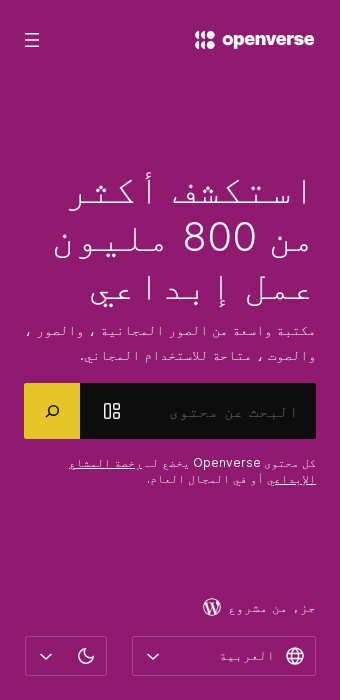 openverse
استكشف أكثر
من 800 مليون
عمل إبداعي
مكتبة واسعة من الصور المجانية ، والصور ،
والصوت ، متاحة للاستخدام المجاني.
البحث عن محتوى
كل محتوى Openverse يخضع لـ رخصة المشاع
الإبداعي أو في المجال العام.
جزء من مشروع
العربية